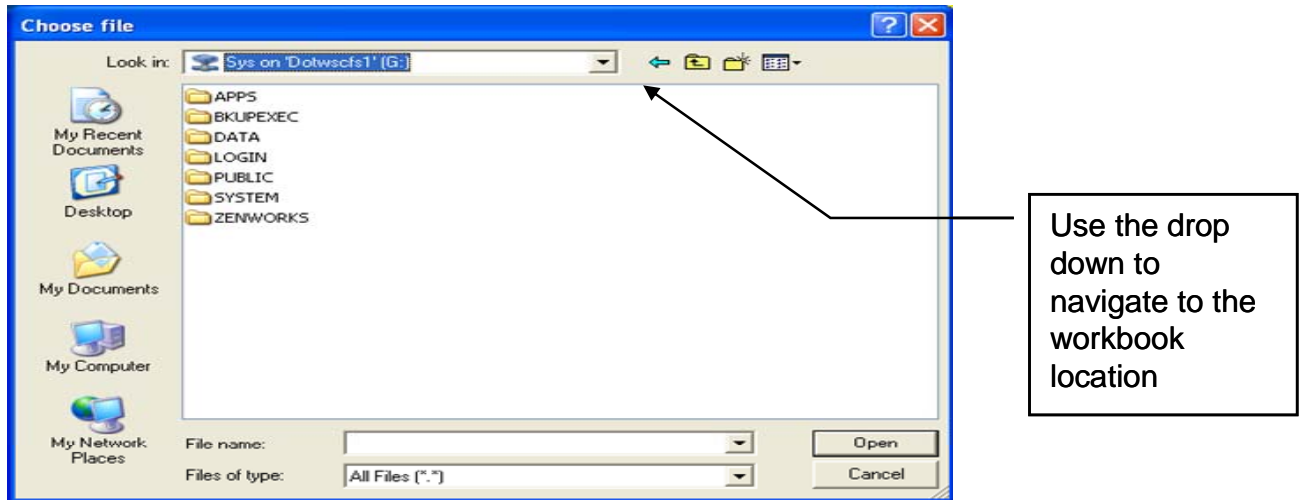 Choose file
Look in:
Sys on 'Dotwscfs1' (G:)
My Recent
Documents
Desktop
My Documents
My Computer
My Network
Places
APPS
BKUPEXEC
DATA
LOGIN
PUBLIC
SYSTEM
ZENWORKS
File name:
Open
Files of type:
All Files (*.*)
Cancel
Use the drop
down to
navigate to the
workbook
location